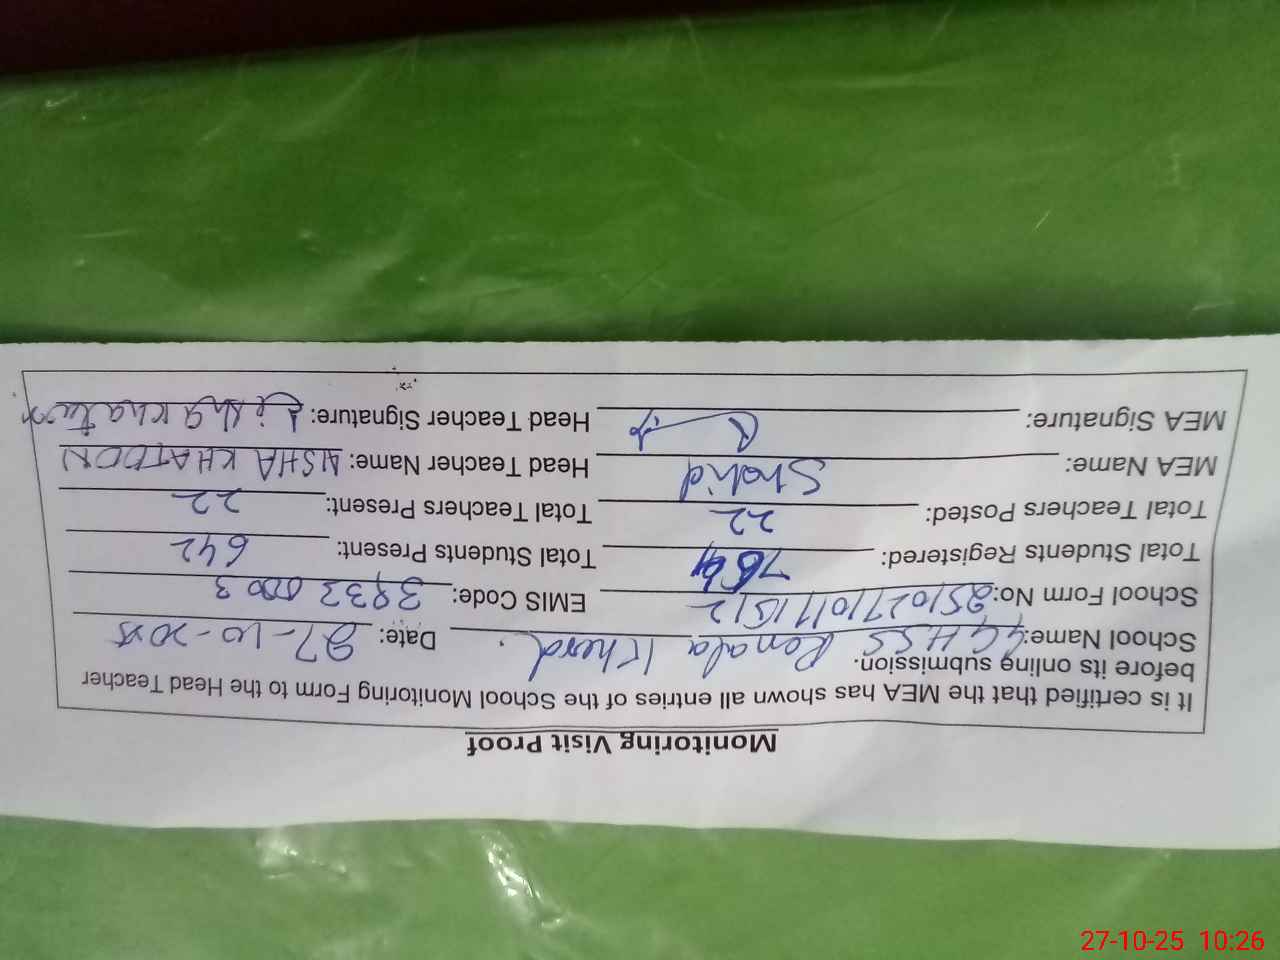 Monitoring Visit Proof
It is certified that the MEA has shown all entries of the School Monitoring Form to the Head Teacher
before its online submission.
School Name: GGHSS Renala Khurd. Date: 27-10-2025
School Form No: EMIS Code:
Total Students Registered: 764 Total Students Present: 642
Total Teachers Posted: 22 Total Teachers Present: 22
MEA Name: Shahid Head Teacher Name: AISHA KHATOON
MEA Signature: Head Teacher Signature: Aisha Khatoon
27-10-25 10:26